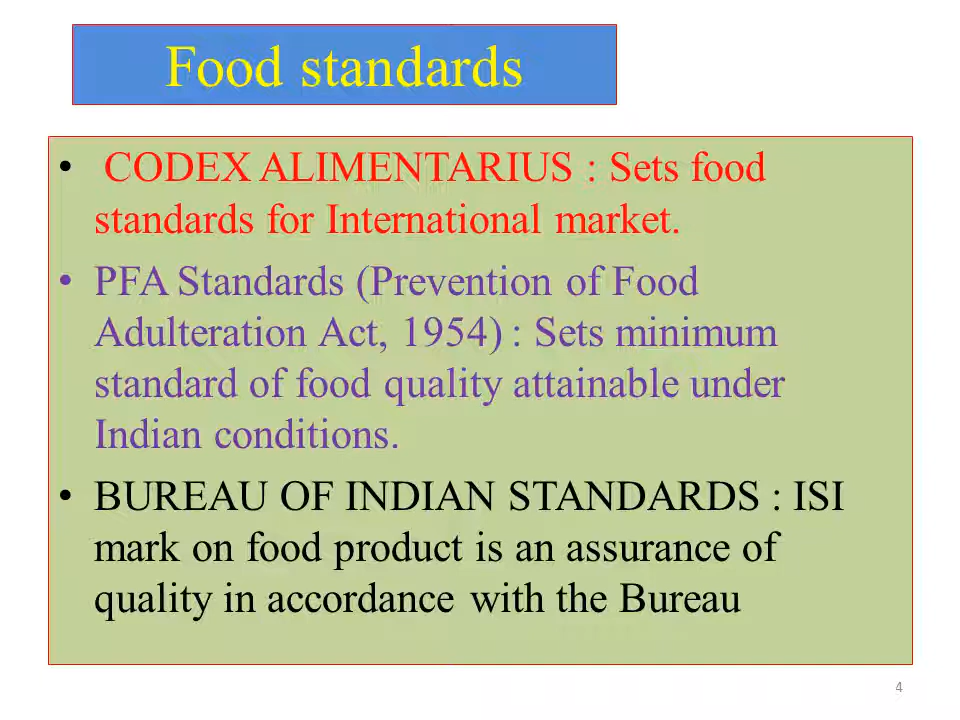 Food standards
• CODEX ALIMENTARIUS : Sets food
standards for International market.
• PFA Standards (Prevention of Food
Adulteration Act, 1954) : Sets minimum
standard of food quality attainable under
Indian conditions.
• BUREAU OF INDIAN STANDARDS : ISI
mark on food product is an assurance of
quality in accordance with the Bureau
4